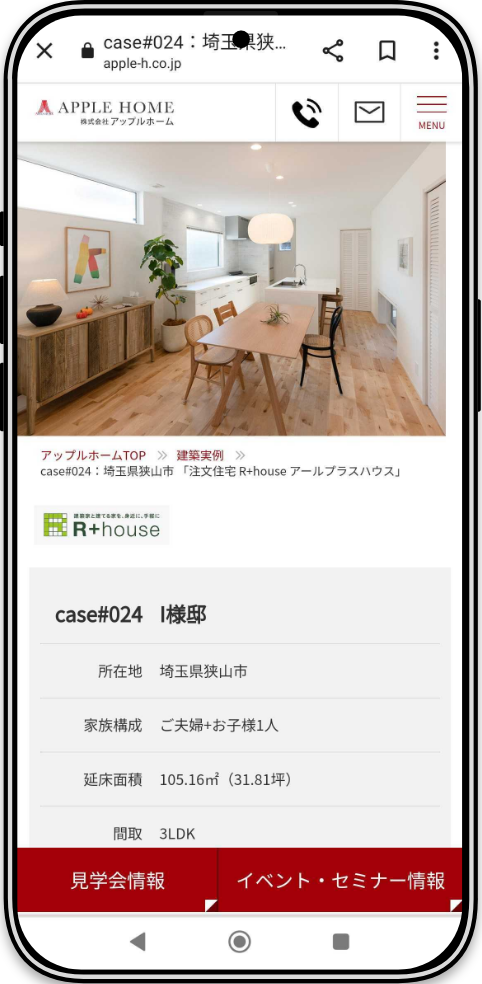 case#024：埼玉県狭...
apple-h.co.jp
APPLE HOME
株式会社アップルホーム
MENU
アップルホームTOP ≫ 建築実例 ≫
case#024：埼玉県狭山市 「注文住宅 R+house アールプラスハウス」
建築家と建てる家を、身近に、手軽に
R+house
case#024 I様邸
所在地 埼玉県狭山市
家族構成 ご夫婦+お子様1人
延床面積 105.16㎡（31.81坪）
間取 3LDK
見学会情報
イベント・セミナー情報